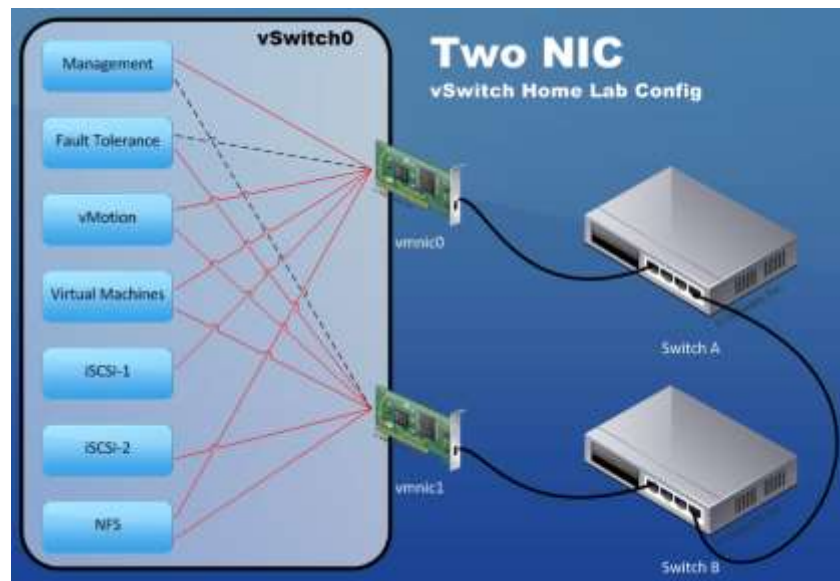 vSwitch0
Two NIC
vSwitch Home Lab Config
Management
Fault Tolerance
vMotion
Virtual Machines
iSCSI-1
iSCSI-2
NFS
vmnic0
vmnic1
Switch A
Switch B